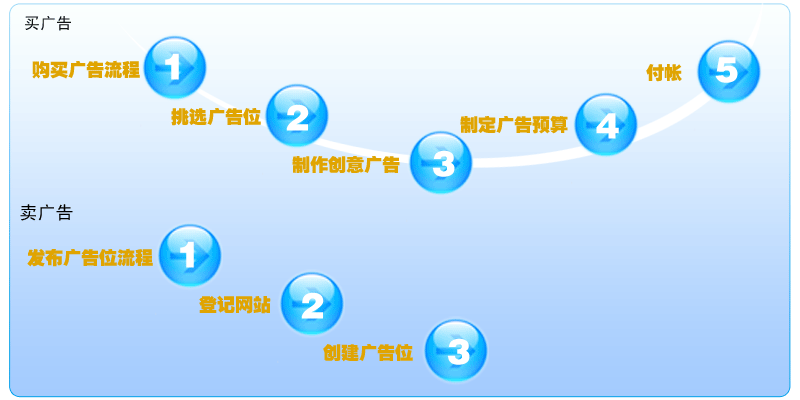 买广告
购买广告流程 1
挑选广告位 2
制作创意广告 3
制定广告预算 4
付帐 5
卖广告
发布广告位流程 1
登记网站 2
创建广告位 3